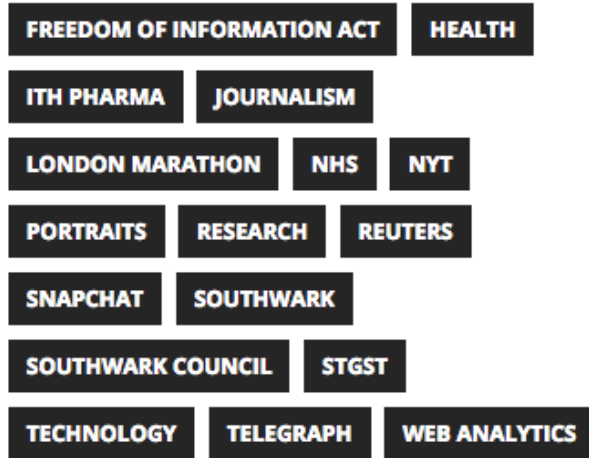 FREEDOM OF INFORMATION ACT HEALTH
ITH PHARMA JOURNALISM
LONDON MARATHON NHS NYT
PORTRAITS RESEARCH REUTERS
SNAPCHAT SOUTHWARK
SOUTHWARK COUNCIL STGST
TECHNOLOGY TELEGRAPH WEB ANALYTICS